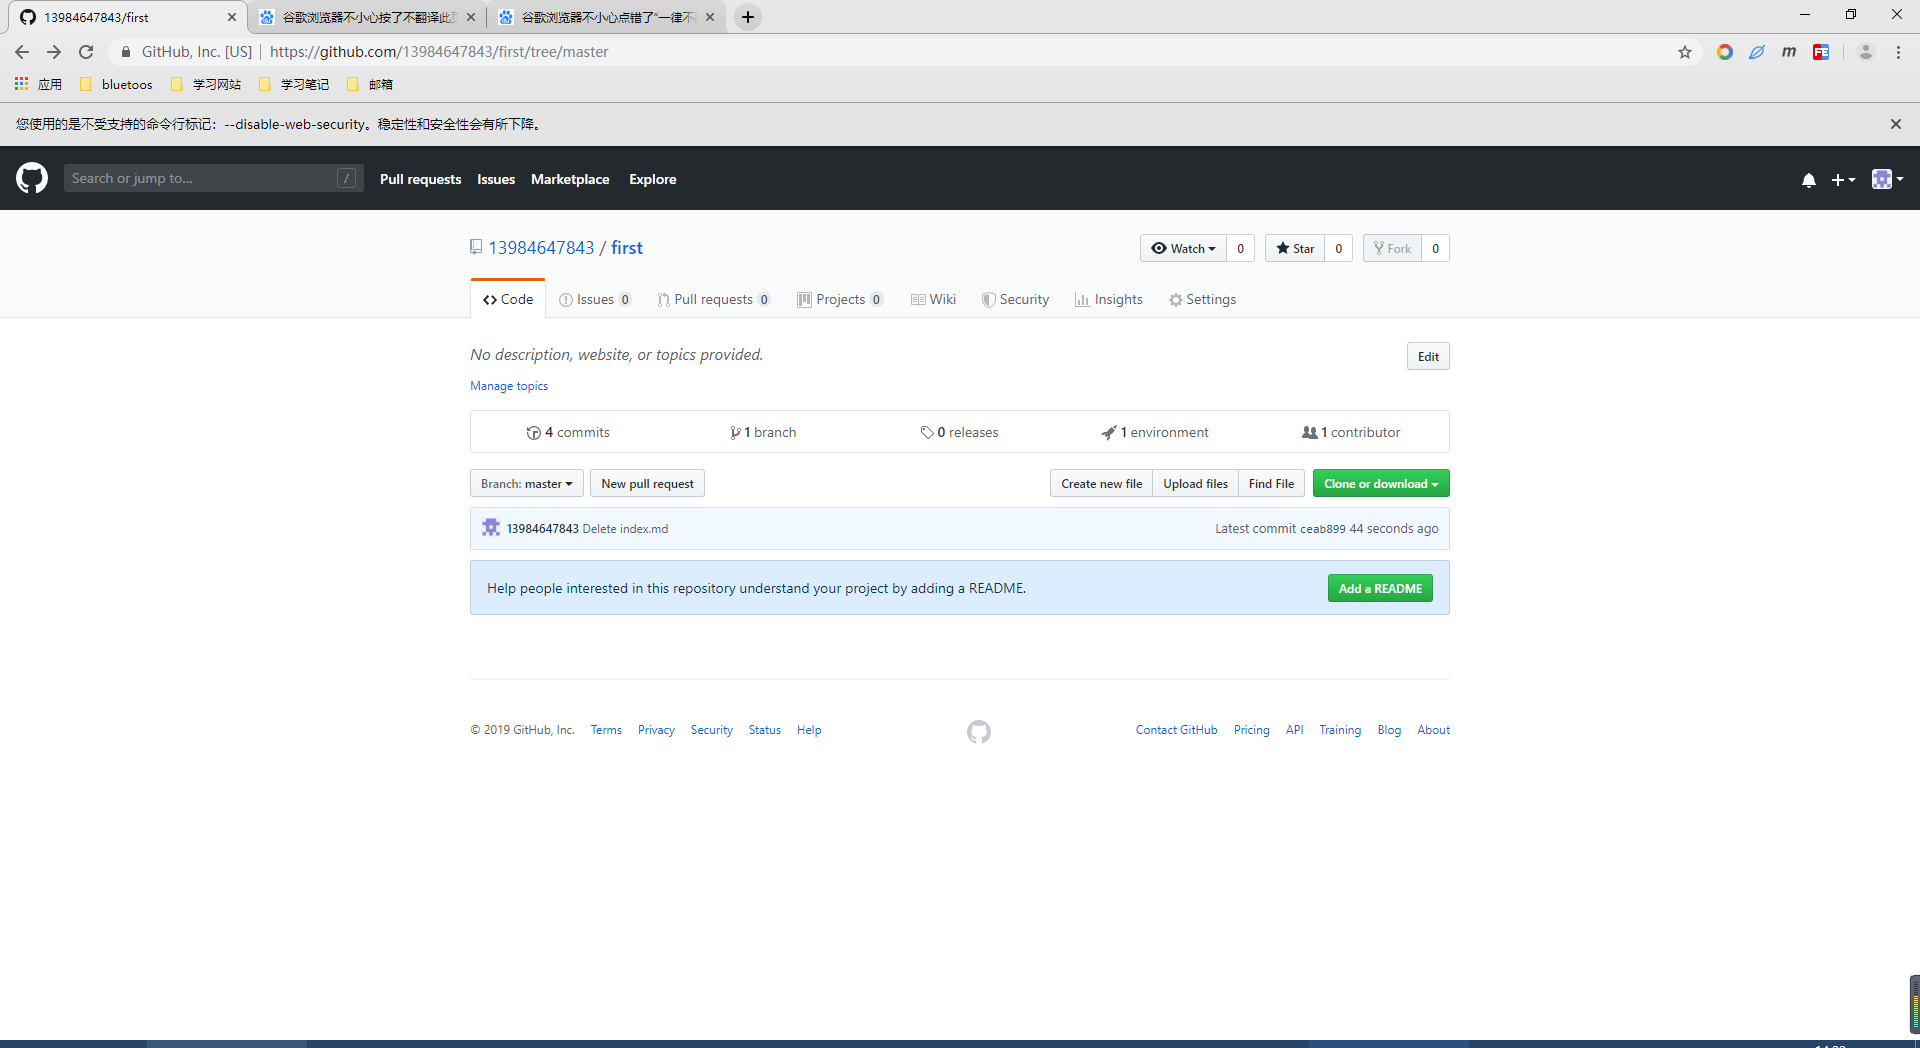 13984647843/first
谷歌浏览器不小心按了不翻译此页
谷歌浏览器不小心点错了“一律不
GitHub, Inc. [US] | https://github.com/13984647843/first/tree/master
应用 bluetoos 学习网站 学习笔记 邮箱
您使用的是不受支持的命令行标记：--disable-web-security。稳定性和安全性会有所下降。
Search or jump to... / Pull requests Issues Marketplace Explore
13984647843 / first Watch 0 Star 0 Fork 0
Code Issues 0 Pull requests 0 Projects 0 Wiki Security Insights Settings
No description, website, or topics provided. Edit
Manage topics
4 commits 1 branch 0 releases 1 environment 1 contributor
Branch: master New pull request Create new file Upload files Find File Clone or download
13984647843 Delete index.md Latest commit ceab899 44 seconds ago
Help people interested in this repository understand your project by adding a README. Add a README
© 2019 GitHub, Inc. Terms Privacy Security Status Help Contact GitHub Pricing API Training Blog About